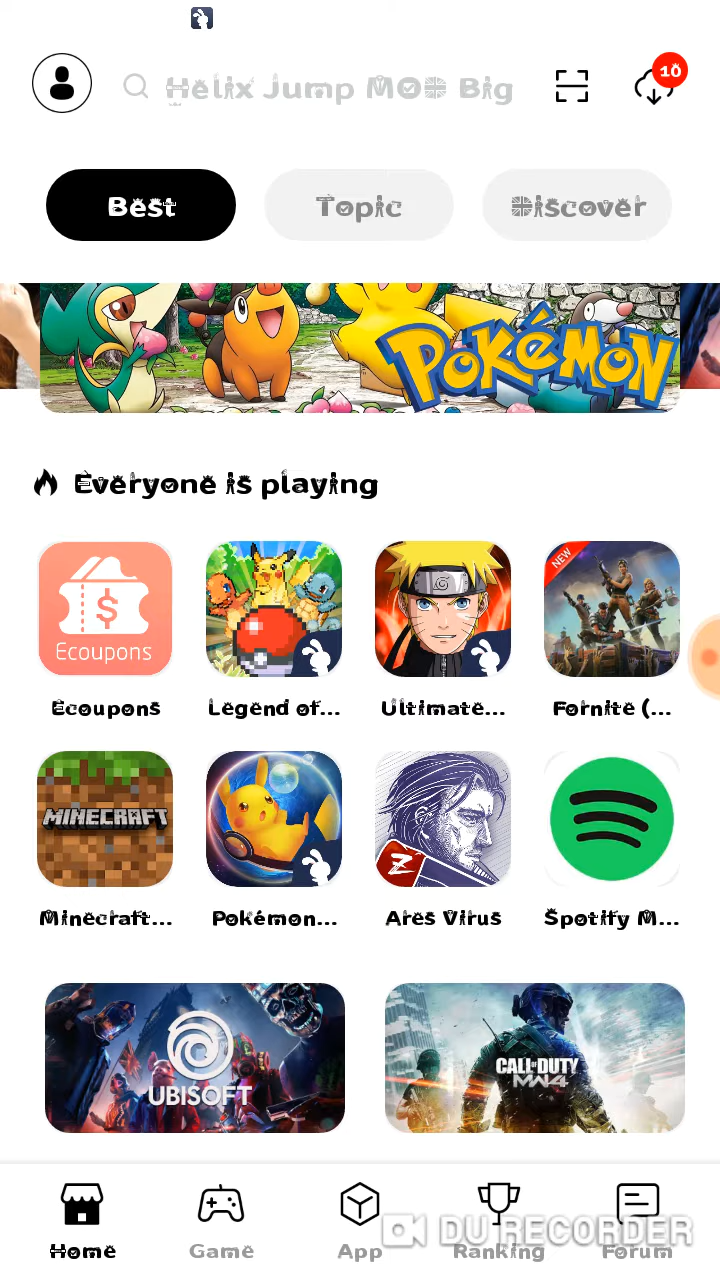 Helix Jump MOD Big
10
Best
Topic
Discover
POKéMON
Everyone is playing
Ecoupons
NEW
Ecoupons
Legend of...
Ultimate...
Fornite (...
MINECRAFT
Z
Minecraft...
Pokémon...
Ares Virus
Spotify M...
UBISOFT
CALL OF DUTY
MW4
Home
Game
App
Ranking
Forum
DU RECORDER